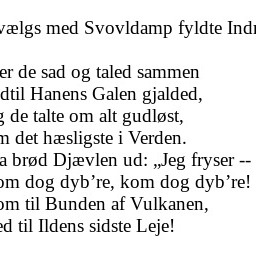 vælgs med Svovldamp fyldte Indr
er de sad og taled sammen
dtil Hanens Galen gjalded,
g de talte om alt gudløst,
m det hæsligste i Verden.
a brød Djævlen ud: „Jeg fryser --
om dog dyb’re, kom dog dyb’re!
om til Bunden af Vulkanen,
ed til Ildens sidste Leje!